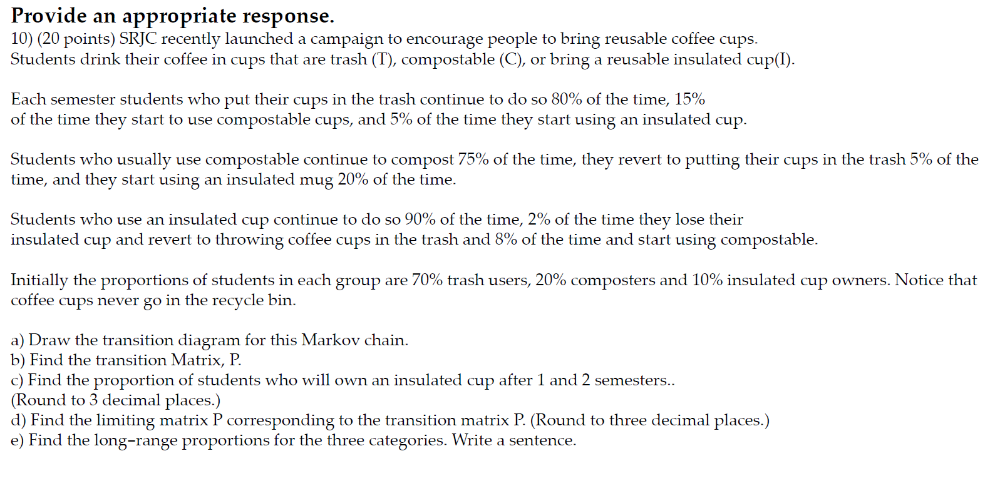 Provide an appropriate response.
10) (20 points) SRJC recently launched a campaign to encourage people to bring reusable coffee cups.
Students drink their coffee in cups that are trash (T), compostable (C), or bring a reusable insulated cup(I).
Each semester students who put their cups in the trash continue to do so 80% of the time, 15%
of the time they start to use compostable cups, and 5% of the time they start using an insulated cup.
Students who usually use compostable continue to compost 75% of the time, they revert to putting their cups in the trash 5% of the
time, and they start using an insulated mug 20% of the time.
Students who use an insulated cup continue to do so 90% of the time, 2% of the time they lose their
insulated cup and revert to throwing coffee cups in the trash and 8% of the time and start using compostable.
Initially the proportions of students in each group are 70% trash users, 20% composters and 10% insulated cup owners. Notice that
coffee cups never go in the recycle bin.
a) Draw the transition diagram for this Markov chain.
b) Find the transition Matrix, P.
c) Find the proportion of students who will own an insulated cup after 1 and 2 semesters..
(Round to 3 decimal places.)
d) Find the limiting matrix P corresponding to the transition matrix P. (Round to three decimal places.)
e) Find the long-range proportions for the three categories. Write a sentence.